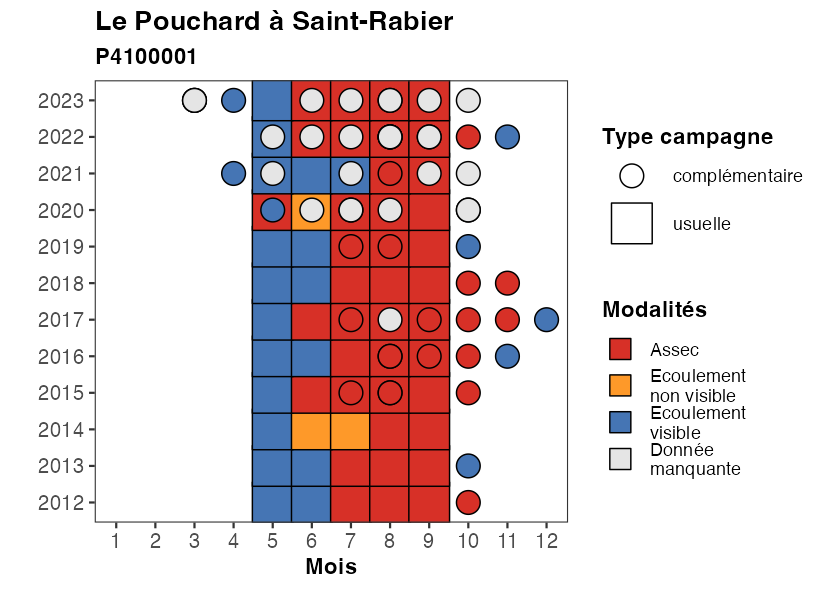 Le Pouchard à Saint-Rabier
P4100001
2023
2022
2021
2020
2019
2018
2017
2016
2015
2014
2013
2012
1 2 3 4 5 6 7 8 9 10 11 12
Mois
Type campagne
complémentaire
usuelle
Modalités
Assec
Ecoulement
non visible
Ecoulement
visible
Donnée
manquante